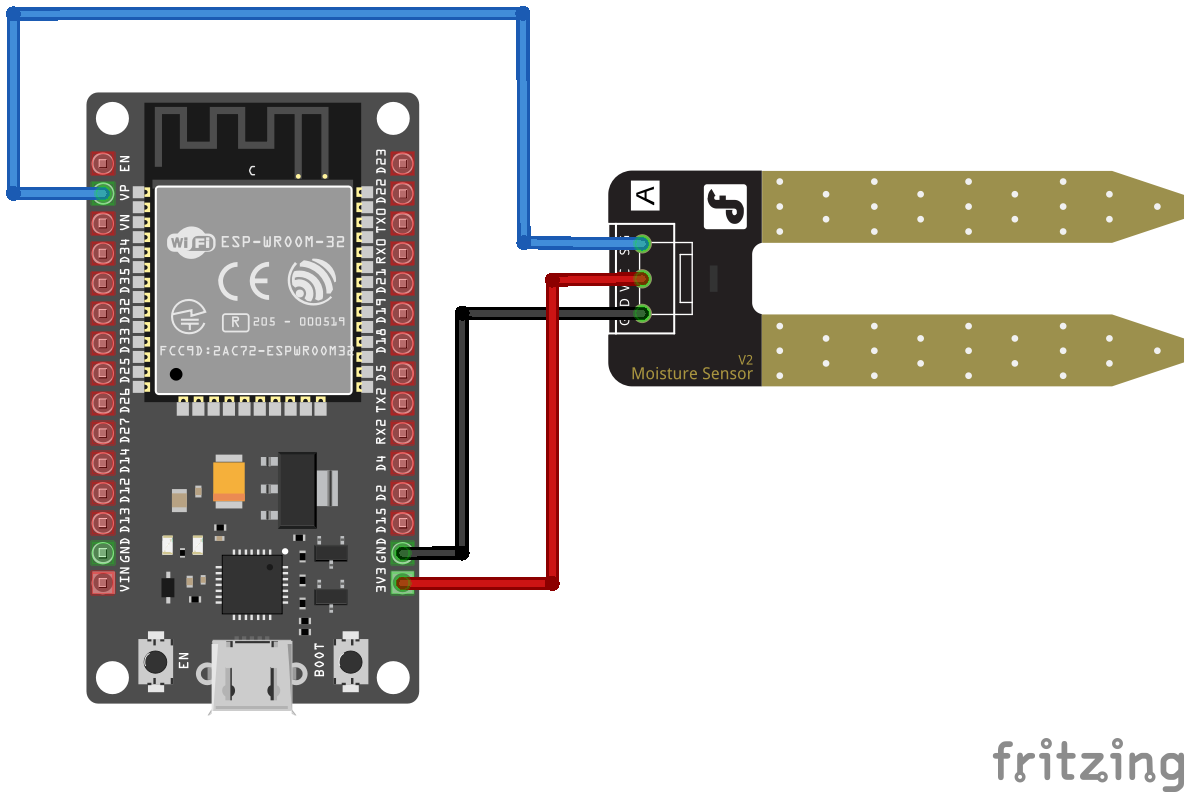 C
EN
VP
VN
D34
D35
D32
D33
D25
D26
D27
D14
D12
D13
GND
VIN
D23
D22
TX0
RX0
D21
D19
D18
D5
TX2
RX2
D4
D2
D15
GND
3V3
WiFi ESP-WROOM-32
CE
R 205 - 000519
FCC9D:2AC72-ESPWROOM32
EN
BOOT
A
V2
Moisture Sensor
fritzing